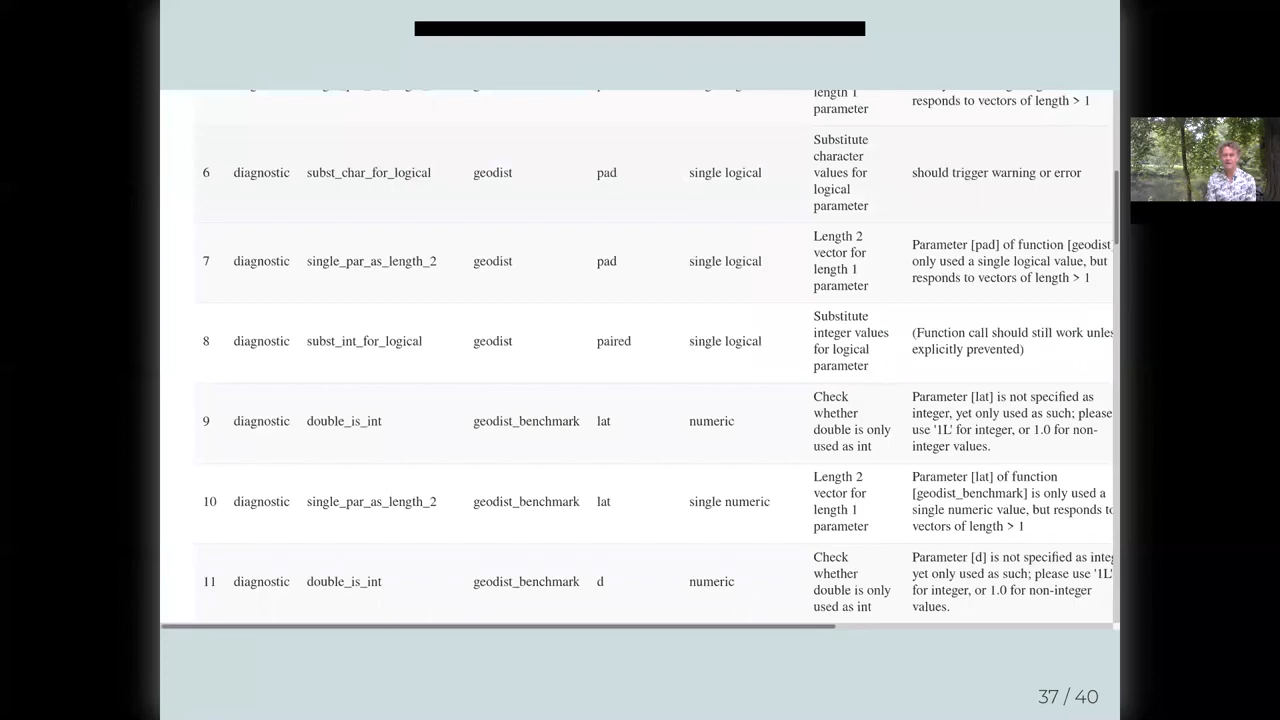 length 1
parameter
responds to vectors of length > 1
6 diagnostic subst_char_for_logical geodist pad single logical
Substitute
character
values for
logical
parameter
should trigger warning or error
7 diagnostic single_par_as_length_2 geodist pad single logical
Length 2
vector for
length 1
parameter
Parameter [pad] of function [geodist
only used a single logical value, but
responds to vectors of length > 1
8 diagnostic subst_int_for_logical geodist paired single logical
Substitute
integer values
for logical
parameter
(Function call should still work unles
explicitly prevented)
9 diagnostic double_is_int geodist_benchmark lat numeric
Check
whether
double is only
used as int
Parameter [lat] is not specified as
integer, yet only used as such; please
use '1L' for integer, or 1.0 for non-
integer values.
10 diagnostic single_par_as_length_2 geodist_benchmark lat single numeric
Length 2
vector for
length 1
parameter
Parameter [lat] of function
[geodist_benchmark] is only used a
single numeric value, but responds to
vectors of length > 1
11 diagnostic double_is_int geodist_benchmark d numeric
Check
whether
double is only
used as int
Parameter [d] is not specified as integ
yet only used as such; please use '1L'
for integer, or 1.0 for non-integer
values.
37 / 40